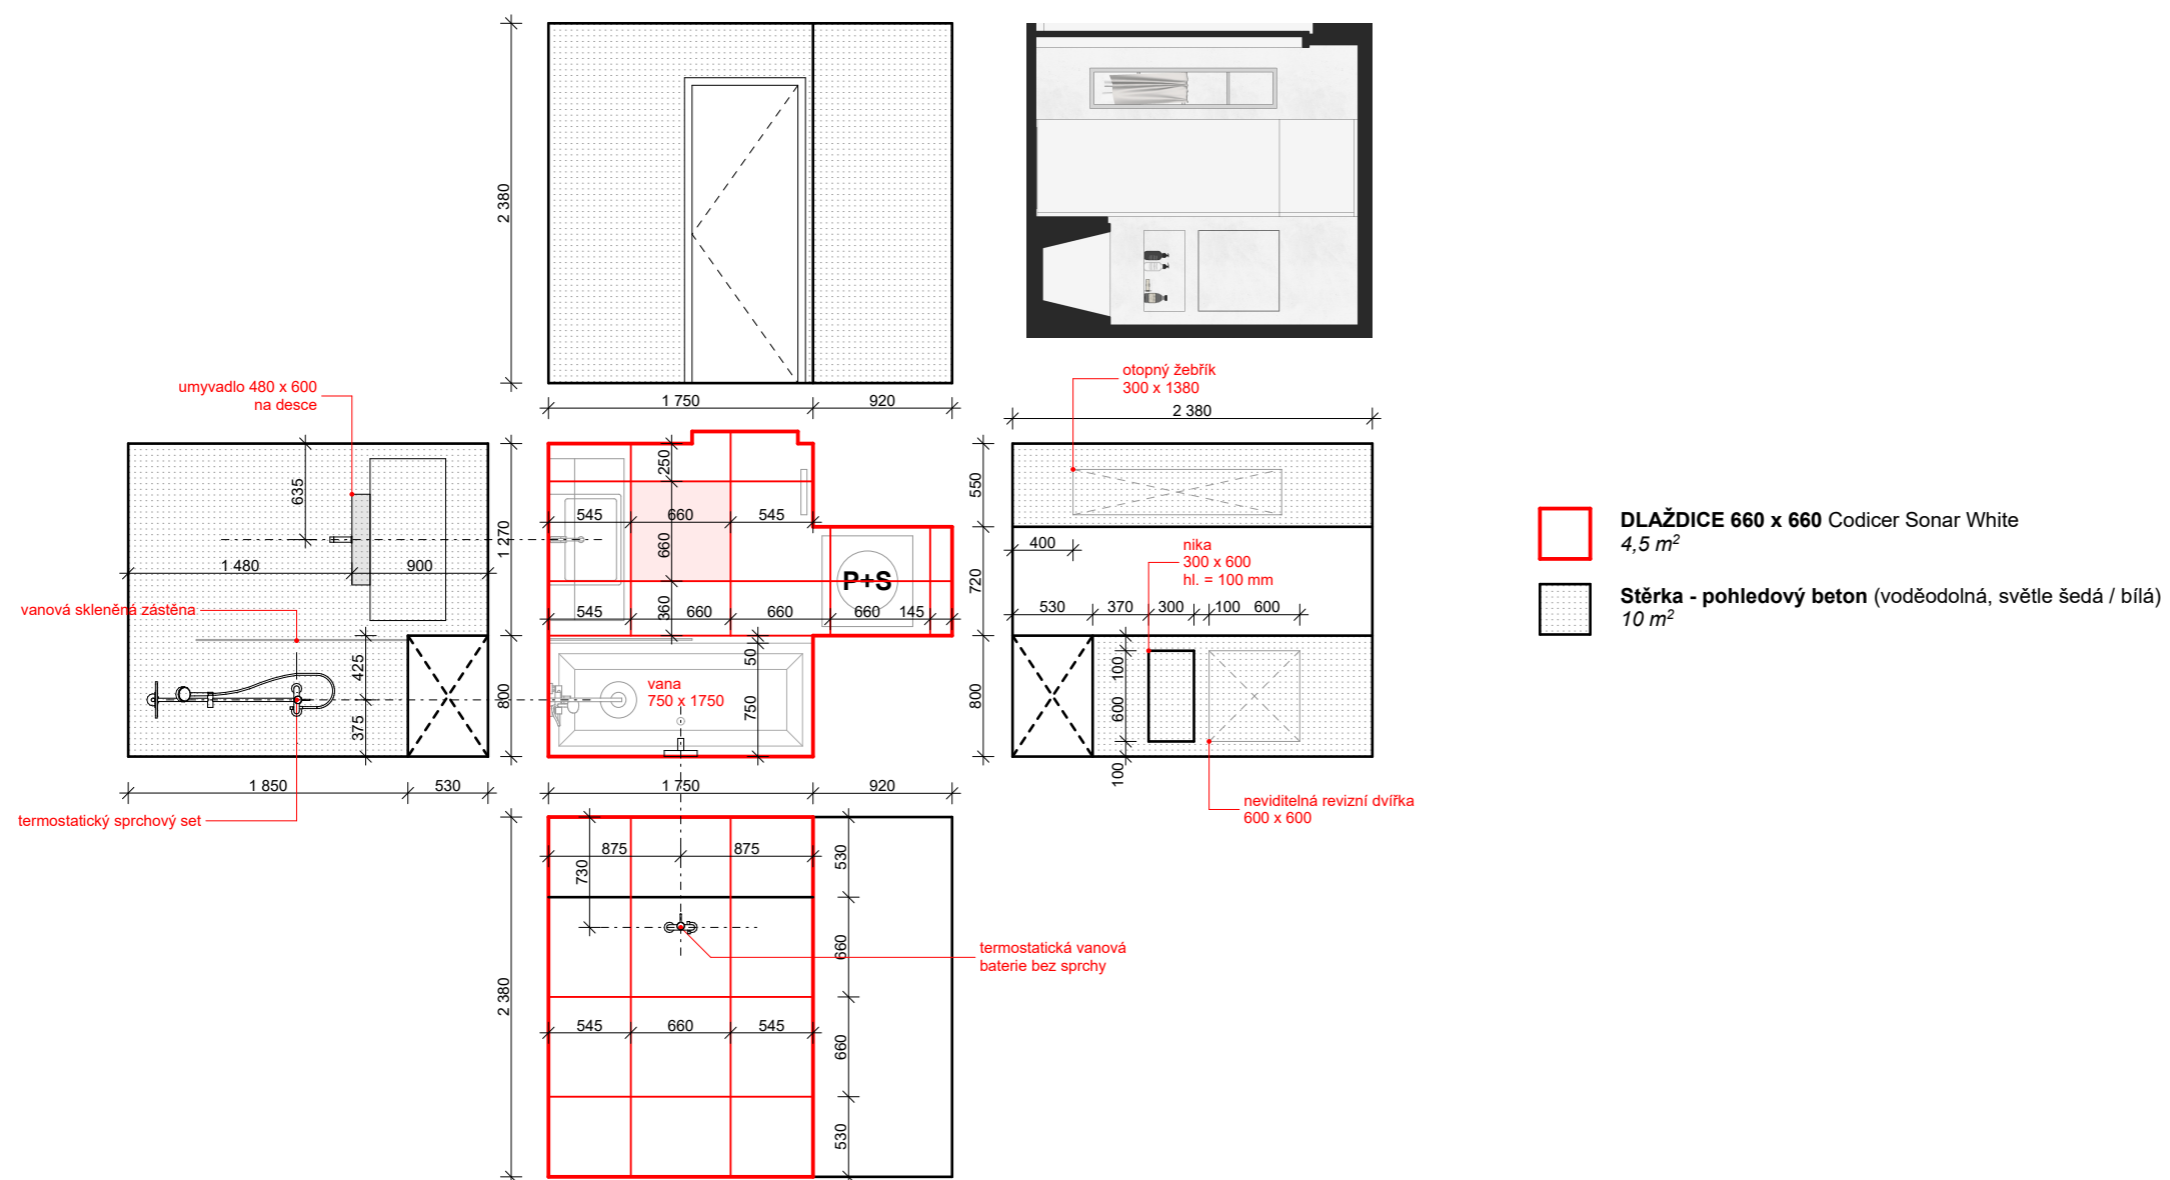 2 380
1 750
920
umyvadlo 480 x 600
na desce
635
1 480
900
vanová skleněná zástěna
425
375
1 850
530
termostatický sprchový set
1 270
800
250
545
660
545
660
P+S
545
660
660
660
145
360
50
vana
750 x 1750
750
1 750
920
otopný žebřík
300 x 1380
2 380
550
400
nika
300 x 600
hl. = 100 mm
720
530
370
300
100
600
800
100
600
100
neviditelná revizní dvířka
600 x 600
875
875
730
530
660
termostatická vanová
baterie bez sprchy
2 380
545
660
545
660
530
DLAŽDICE 660 x 660 Codicer Sonar White
4,5 m²
Stěrka - pohledový beton (voděodolná, světle šedá / bílá)
10 m²